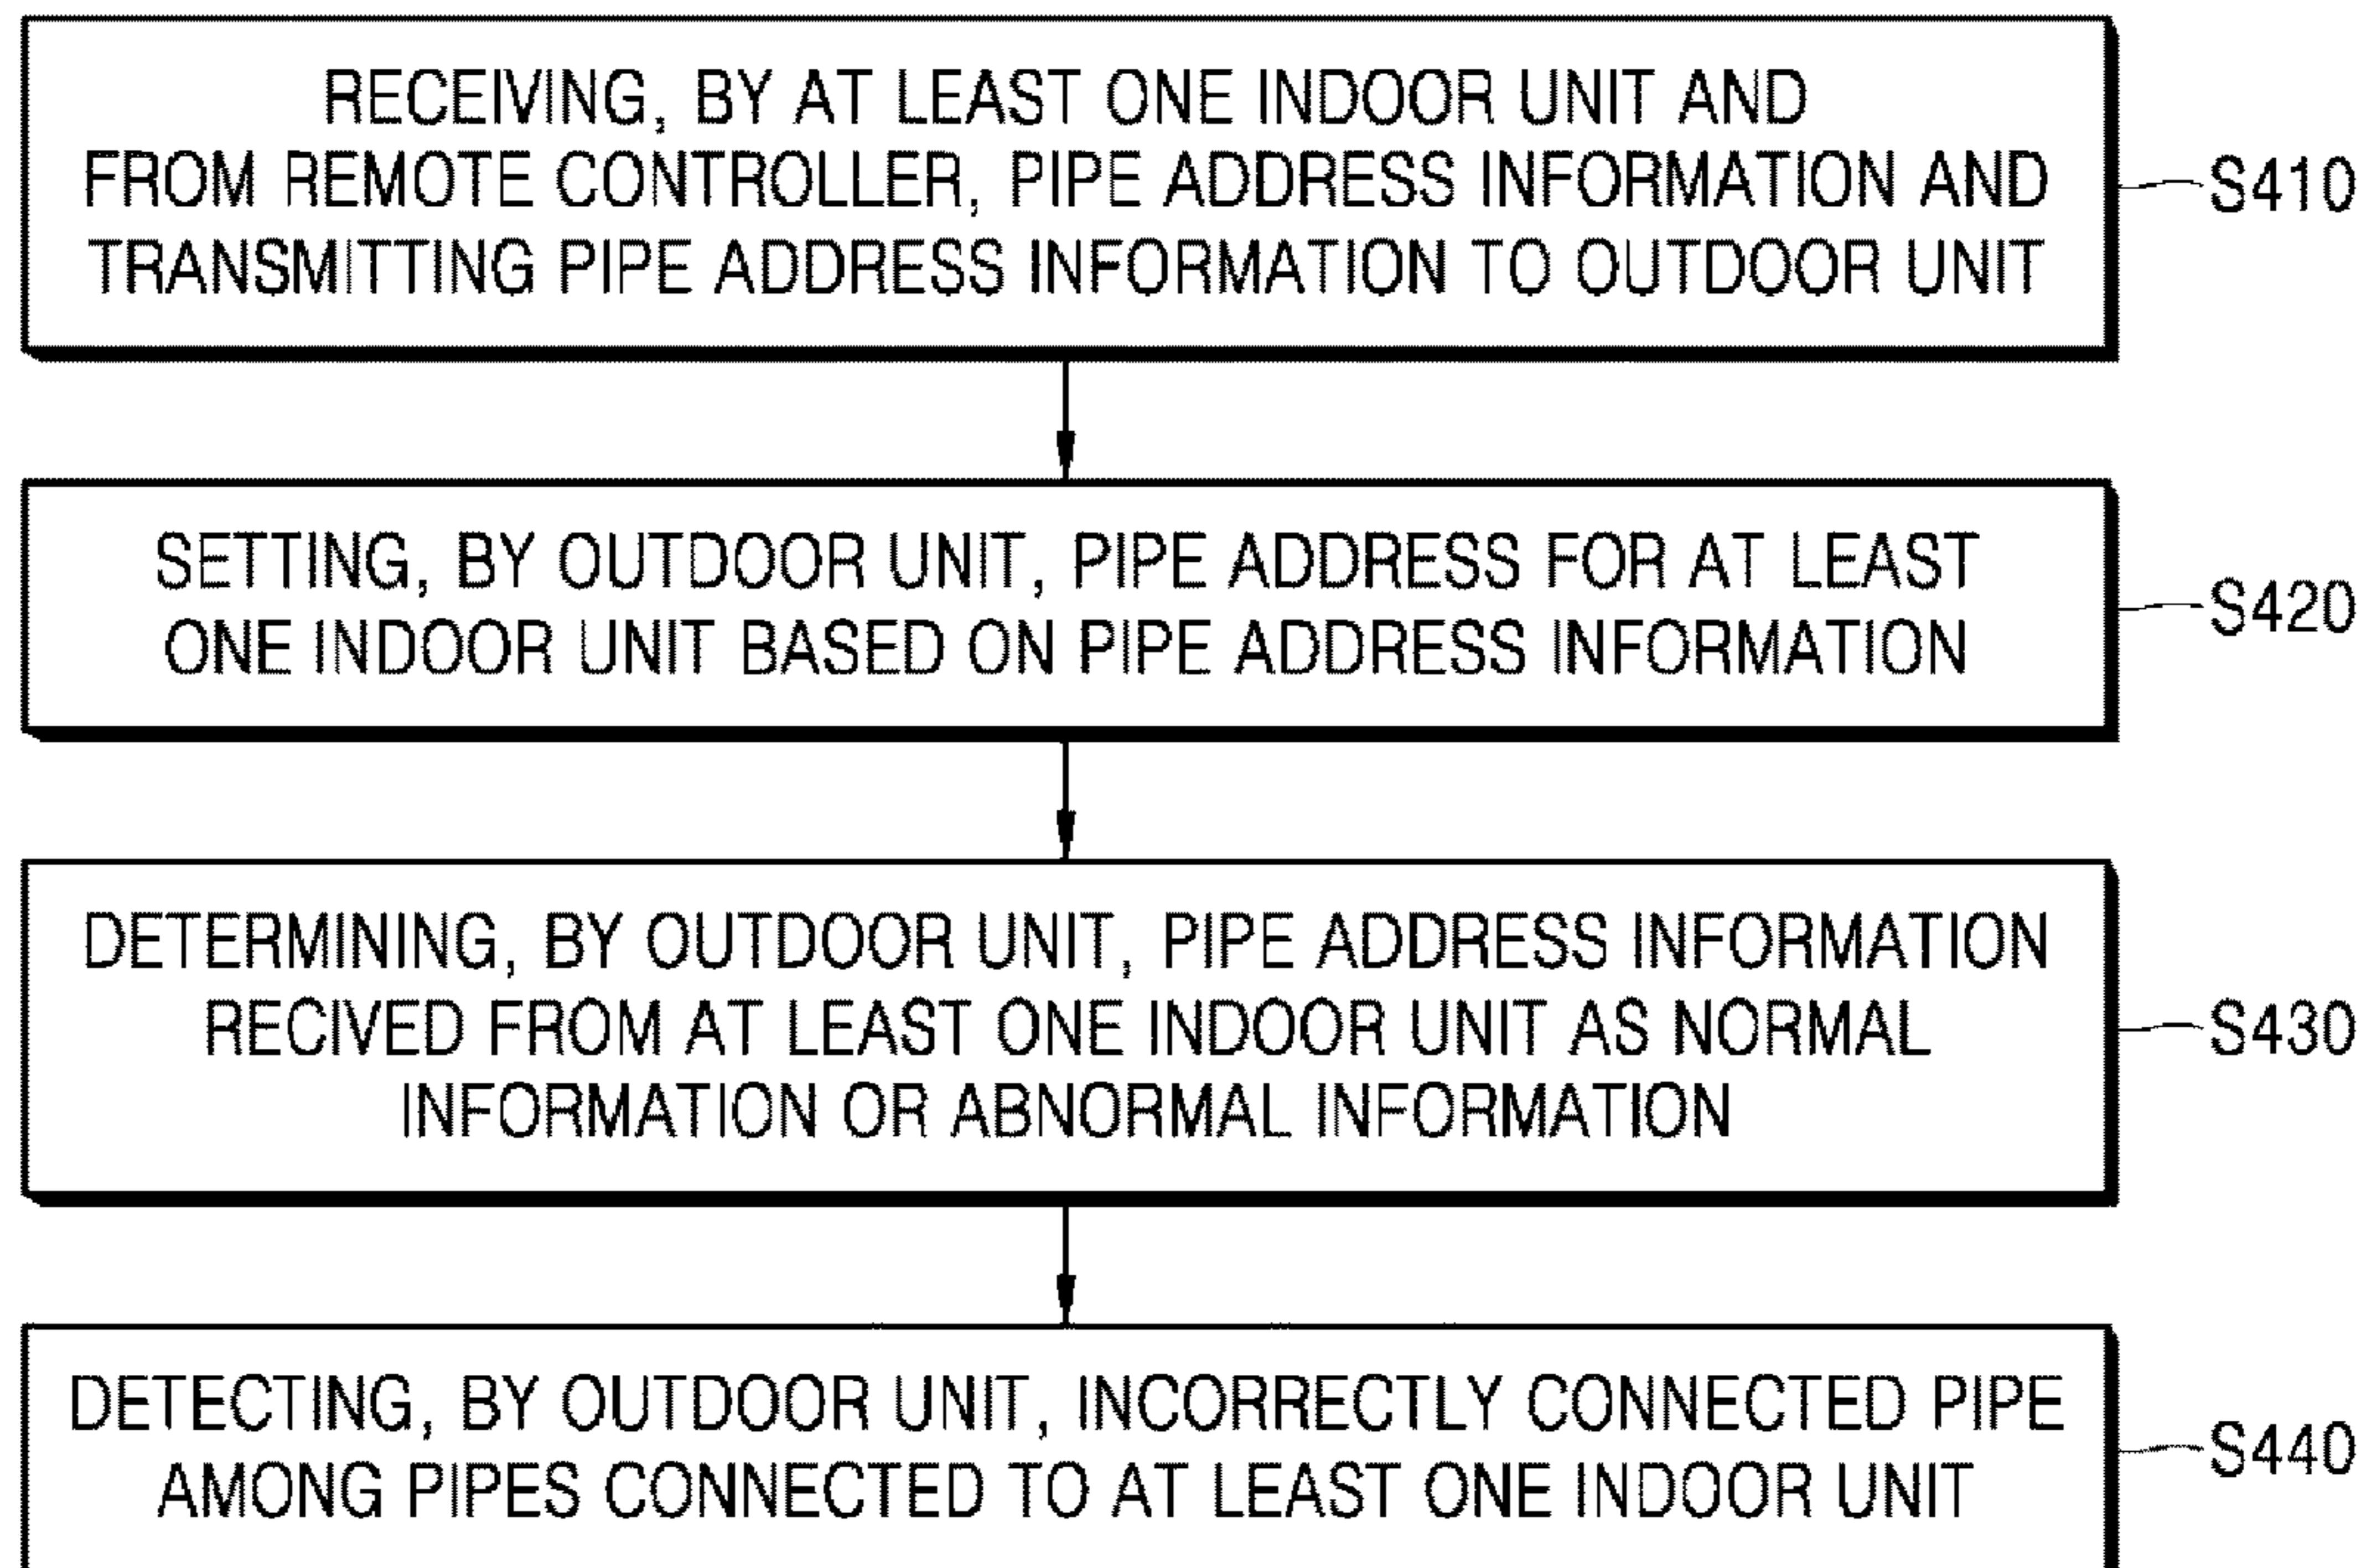 RECEIVING, BY AT LEAST ONE INDOOR UNIT AND
FROM REMOTE CONTROLLER, PIPE ADDRESS INFORMATION AND
TRANSMITTING PIPE ADDRESS INFORMATION TO OUTDOOR UNIT
S410
SETTING, BY OUTDOOR UNIT, PIPE ADDRESS FOR AT LEAST
ONE INDOOR UNIT BASED ON PIPE ADDRESS INFORMATION
S420
DETERMINING, BY OUTDOOR UNIT, PIPE ADDRESS INFORMATION
RECIVED FROM AT LEAST ONE INDOOR UNIT AS NORMAL
INFORMATION OR ABNORMAL INFORMATION
S430
DETECTING, BY OUTDOOR UNIT, INCORRECTLY CONNECTED PIPE
AMONG PIPES CONNECTED TO AT LEAST ONE INDOOR UNIT
S440